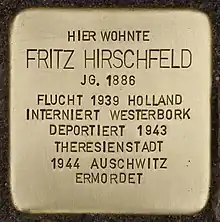 HIER WOHNTE
FRITZ HIRSCHFELD
JG. 1886
FLUCHT 1939 HOLLAND
INTERNIERT WESTERBORK
DEPORTIERT 1943
THERESIENSTADT
1944 AUSCHWITZ
ERMORDET